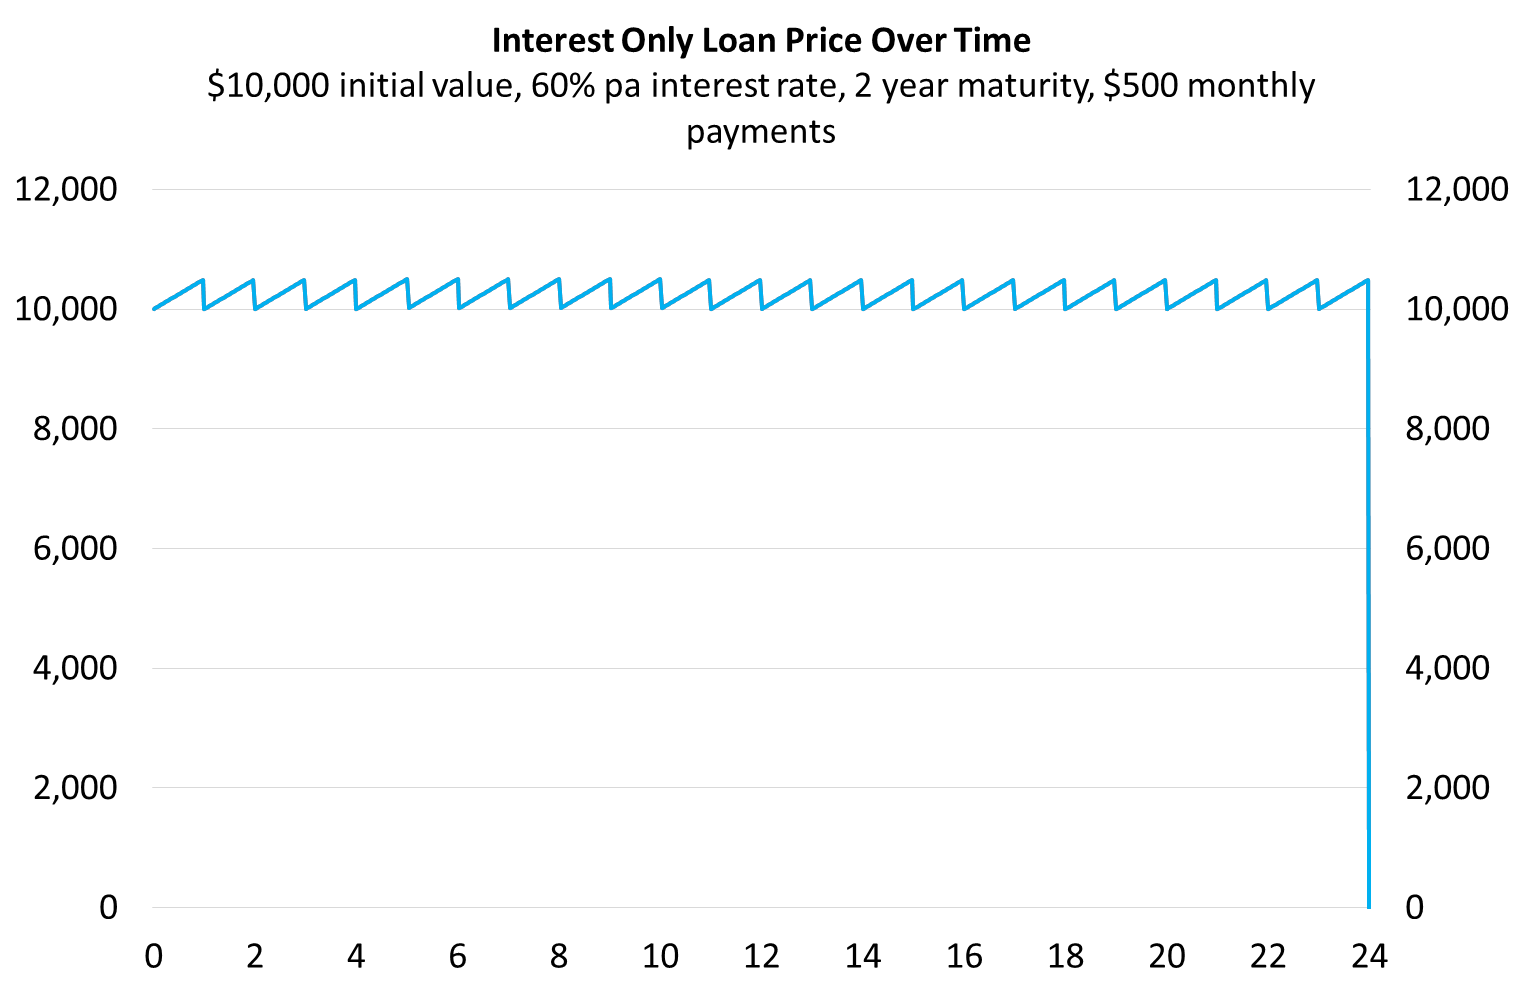 Interest Only Loan Price Over Time
$10,000 initial value, 60% pa interest rate, 2 year maturity, $500 monthly
payments
12,000 12,000
10,000 10,000
8,000 8,000
6,000 6,000
4,000 4,000
2,000 2,000
0 0
0 2 4 6 8 10 12 14 16 18 20 22 24